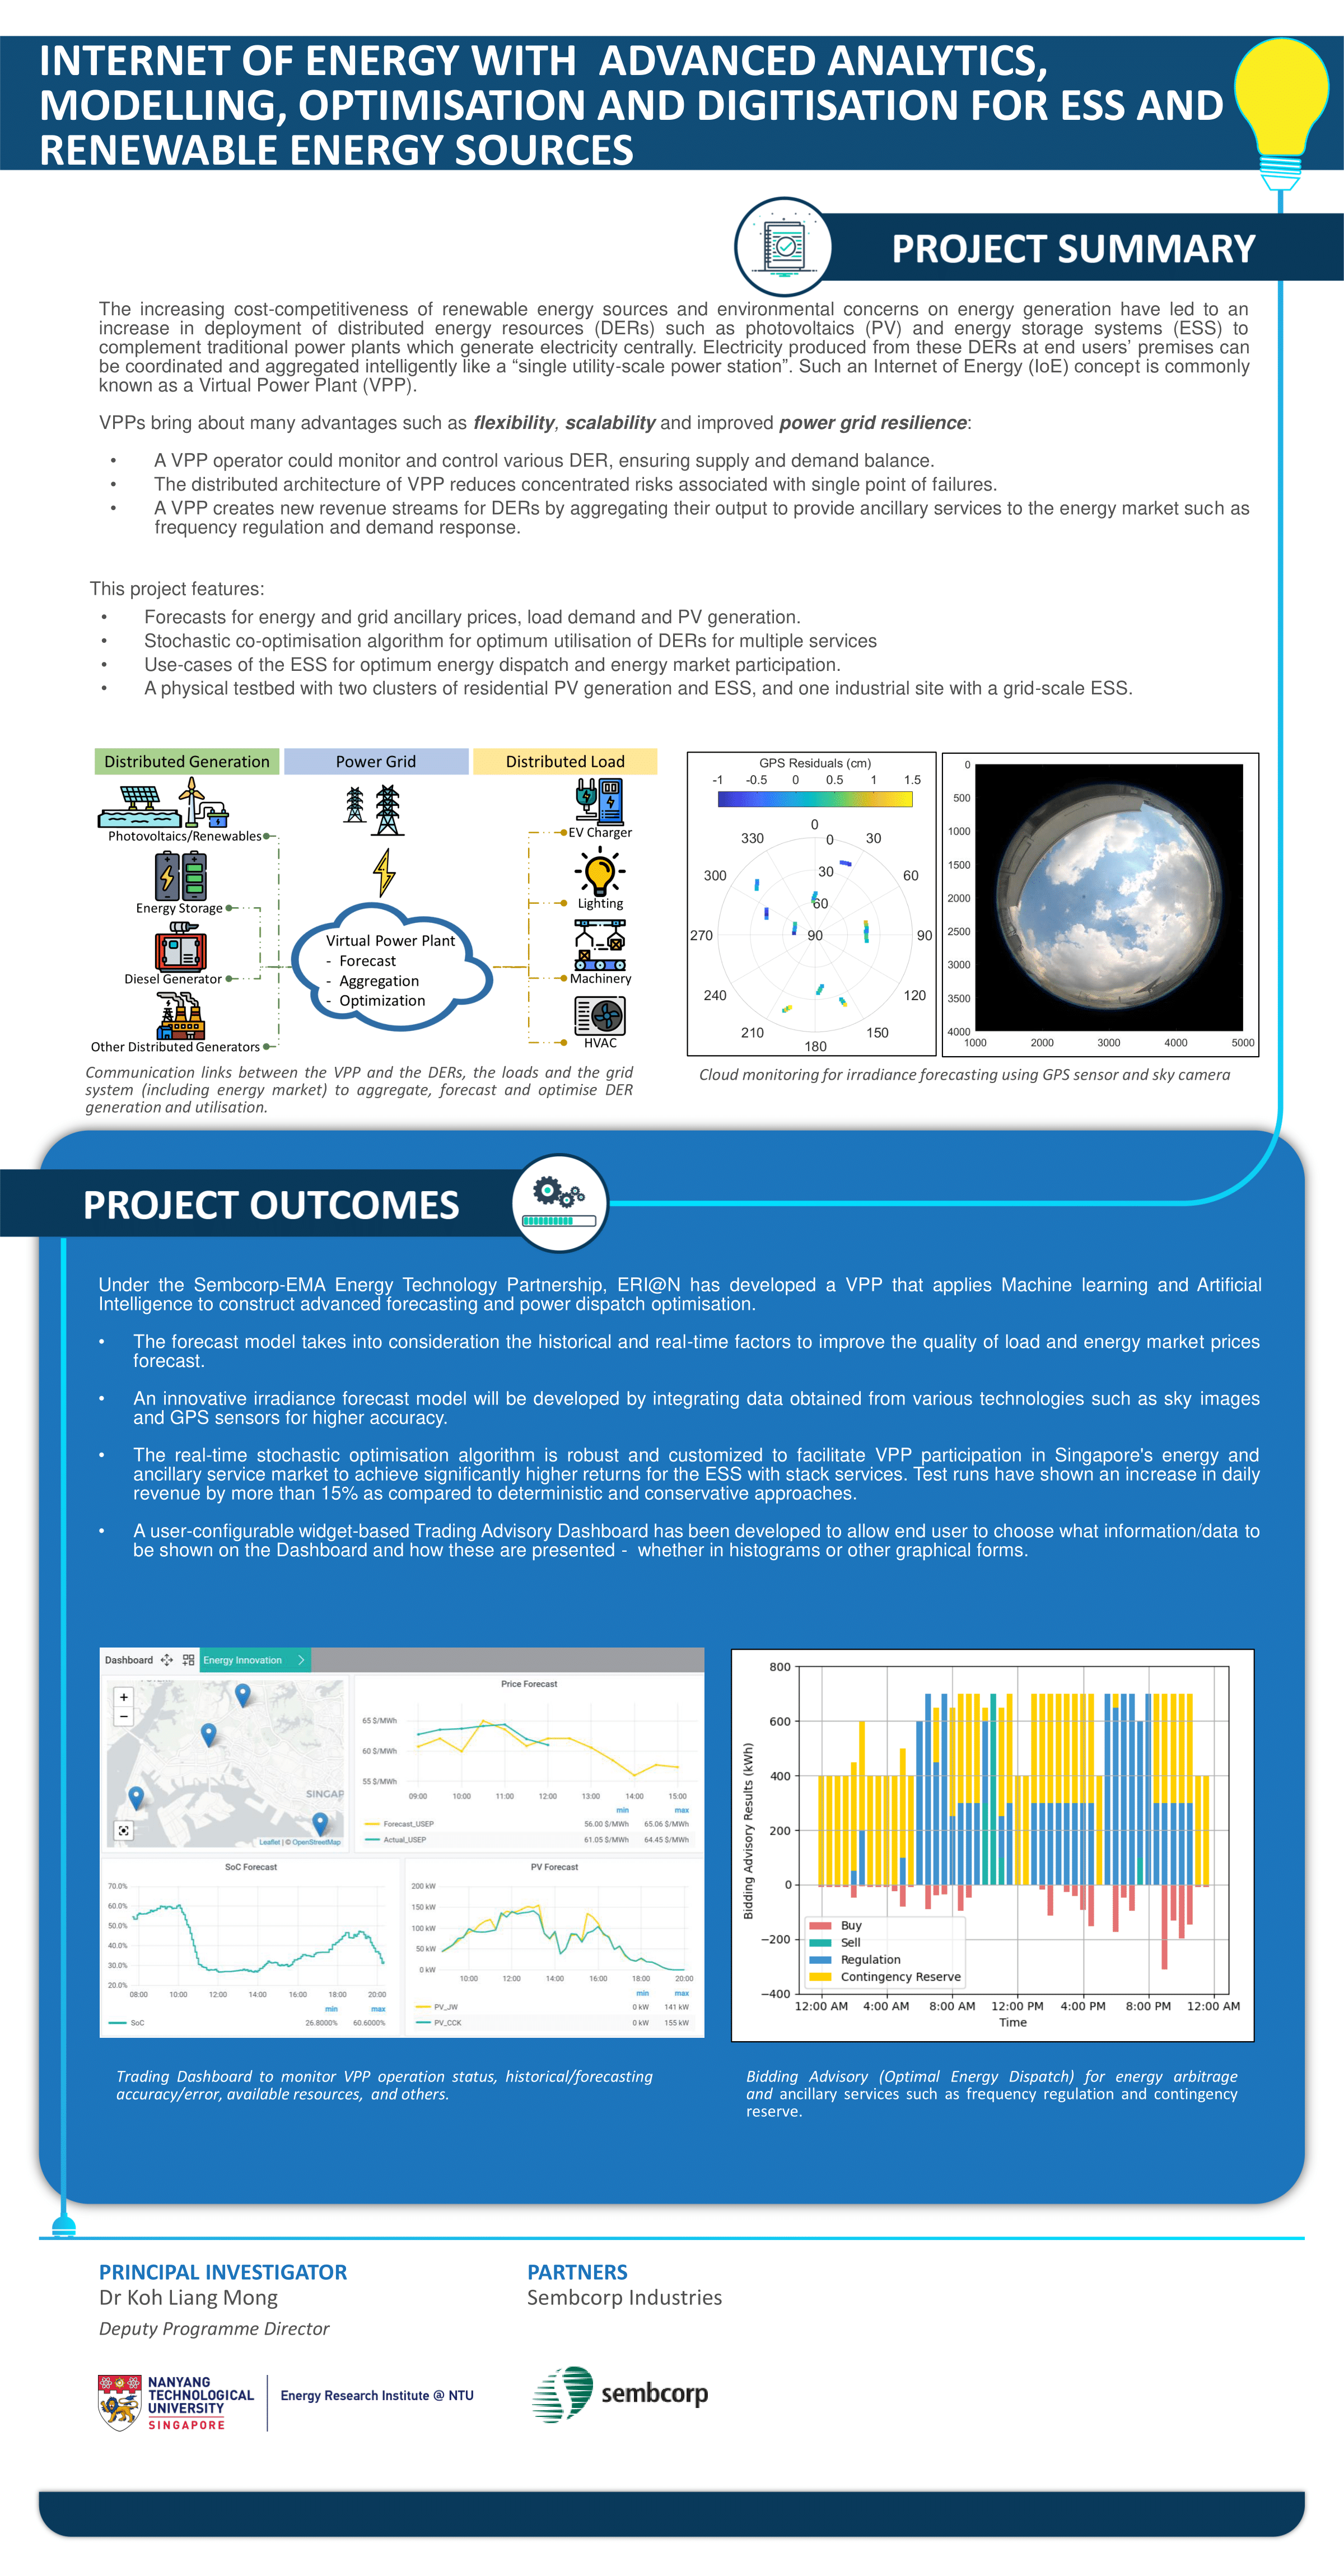 INTERNET OF ENERGY WITH  ADVANCED ANALYTICS,
MODELLING, OPTIMISATION AND DIGITISATION FOR ESS AND
RENEWABLE ENERGY SOURCES
PROJECT SUMMARY
The increasing cost-competitiveness of renewable energy sources and environmental concerns on energy generation have led to an
increase in deployment of distributed energy resources (DERs) such as photovoltaics (PV) and energy storage systems (ESS) to
complement traditional power plants which generate electricity centrally. Electricity produced from these DERs at end users’ premises can
be coordinated and aggregated intelligently like a “single utility-scale power station”. Such an Internet of Energy (IoE) concept is commonly
known as a Virtual Power Plant (VPP).
VPPs bring about many advantages such as flexibility, scalability and improved power grid resilience:
• A VPP operator could monitor and control various DER, ensuring supply and demand balance.
• The distributed architecture of VPP reduces concentrated risks associated with single point of failures.
• A VPP creates new revenue streams for DERs by aggregating their output to provide ancillary services to the energy market such as
frequency regulation and demand response.
This project features:
• Forecasts for energy and grid ancillary prices, load demand and PV generation.
• Stochastic co-optimisation algorithm for optimum utilisation of DERs for multiple services
• Use-cases of the ESS for optimum energy dispatch and energy market participation.
• A physical testbed with two clusters of residential PV generation and ESS, and one industrial site with a grid-scale ESS.
Distributed Generation
Power Grid
Distributed Load
Photovoltaics/Renewables
Energy Storage
Diesel Generator
Other Distributed Generators
Virtual Power Plant
- Forecast
- Aggregation
- Optimization
EV Charger
Lighting
Machinery
HVAC
Communication links between the VPP and the DERs, the loads and the grid
system (including energy market) to aggregate, forecast and optimise DER
generation and utilisation.
GPS Residuals (cm)
-1 -0.5 0 0.5 1 1.5
0
330 0 30
300 30 60
60
270 90 90
240 120
210 150
180
0
500
1000
1500
2000
2500
3000
3500
4000
1000 2000 3000 4000 5000
Cloud monitoring for irradiance forecasting using GPS sensor and sky camera
PROJECT OUTCOMES
Under the Sembcorp-EMA Energy Technology Partnership, ERI@N has developed a VPP that applies Machine learning and Artificial
Intelligence to construct advanced forecasting and power dispatch optimisation.
• The forecast model takes into consideration the historical and real-time factors to improve the quality of load and energy market prices
forecast.
• An innovative irradiance forecast model will be developed by integrating data obtained from various technologies such as sky images
and GPS sensors for higher accuracy.
• The real-time stochastic optimisation algorithm is robust and customized to facilitate VPP participation in Singapore's energy and
ancillary service market to achieve significantly higher returns for the ESS with stack services. Test runs have shown an increase in daily
revenue by more than 15% as compared to deterministic and conservative approaches.
• A user-configurable widget-based Trading Advisory Dashboard has been developed to allow end user to choose what information/data to
be shown on the Dashboard and how these are presented -  whether in histograms or other graphical forms.
Dashboard Energy Innovation
+
−
SINGAP
Leaflet | © OpenStreetMap
Price Forecast
65 $/MWh
60 $/MWh
55 $/MWh
09:00 10:00 11:00 12:00 13:00 14:00 15:00
min max
Forecast_USEP 56.00 $/MWh 65.06 $/MWh
Actual_USEP 61.05 $/MWh 64.45 $/MWh
SoC Forecast
70.0%
60.0%
50.0%
40.0%
30.0%
20.0%
08:00 10:00 12:00 14:00 16:00 18:00 20:00
min max
SoC 26.8000% 60.6000%
PV Forecast
200 kW
150 kW
100 kW
50 kW
0 kW
10:00 12:00 14:00 16:00 18:00 20:00
min max
PV_JW 0 kW 141 kW
PV_CCK 0 kW 155 kW
Bidding Advisory Results (kWh)
800
600
400
200
0
−200
−400
Buy
Sell
Regulation
Contingency Reserve
12:00 AM 4:00 AM 8:00 AM 12:00 PM 4:00 PM 8:00 PM 12:00 AM
Time
Trading Dashboard to monitor VPP operation status, historical/forecasting
accuracy/error, available resources,  and others.
Bidding Advisory (Optimal Energy Dispatch) for energy arbitrage
and ancillary services such as frequency regulation and contingency
reserve.
PRINCIPAL INVESTIGATOR
Dr Koh Liang Mong
Deputy Programme Director
PARTNERS
Sembcorp Industries
NANYANG
TECHNOLOGICAL
UNIVERSITY
SINGAPORE
Energy Research Institute @ NTU
sembcorp